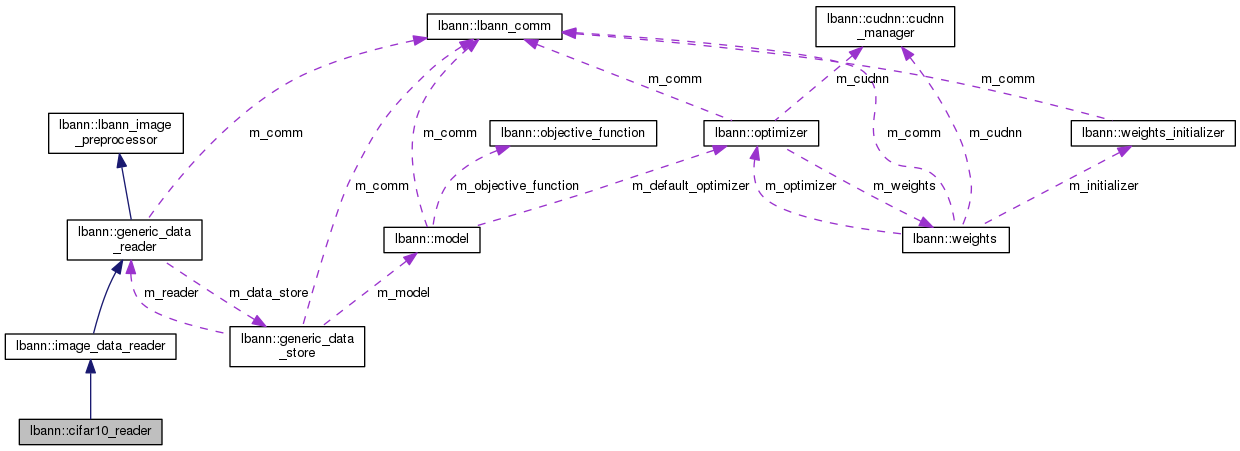 lbann::lbann_comm
lbann::cudnn::cudnn
_manager
m_comm
m_cudnn
m_comm
lbann::lbann_image
_preprocessor
m_comm
m_comm
lbann::objective_function
lbann::optimizer
m_comm
m_cudnn
lbann::weights_initializer
m_comm
m_objective_function
m_default_optimizer
m_optimizer
m_weights
m_initializer
lbann::generic_data
_reader
lbann::model
lbann::weights
m_reader
m_data_store
m_model
lbann::image_data_reader
lbann::generic_data
_store
lbann::cifar10_reader